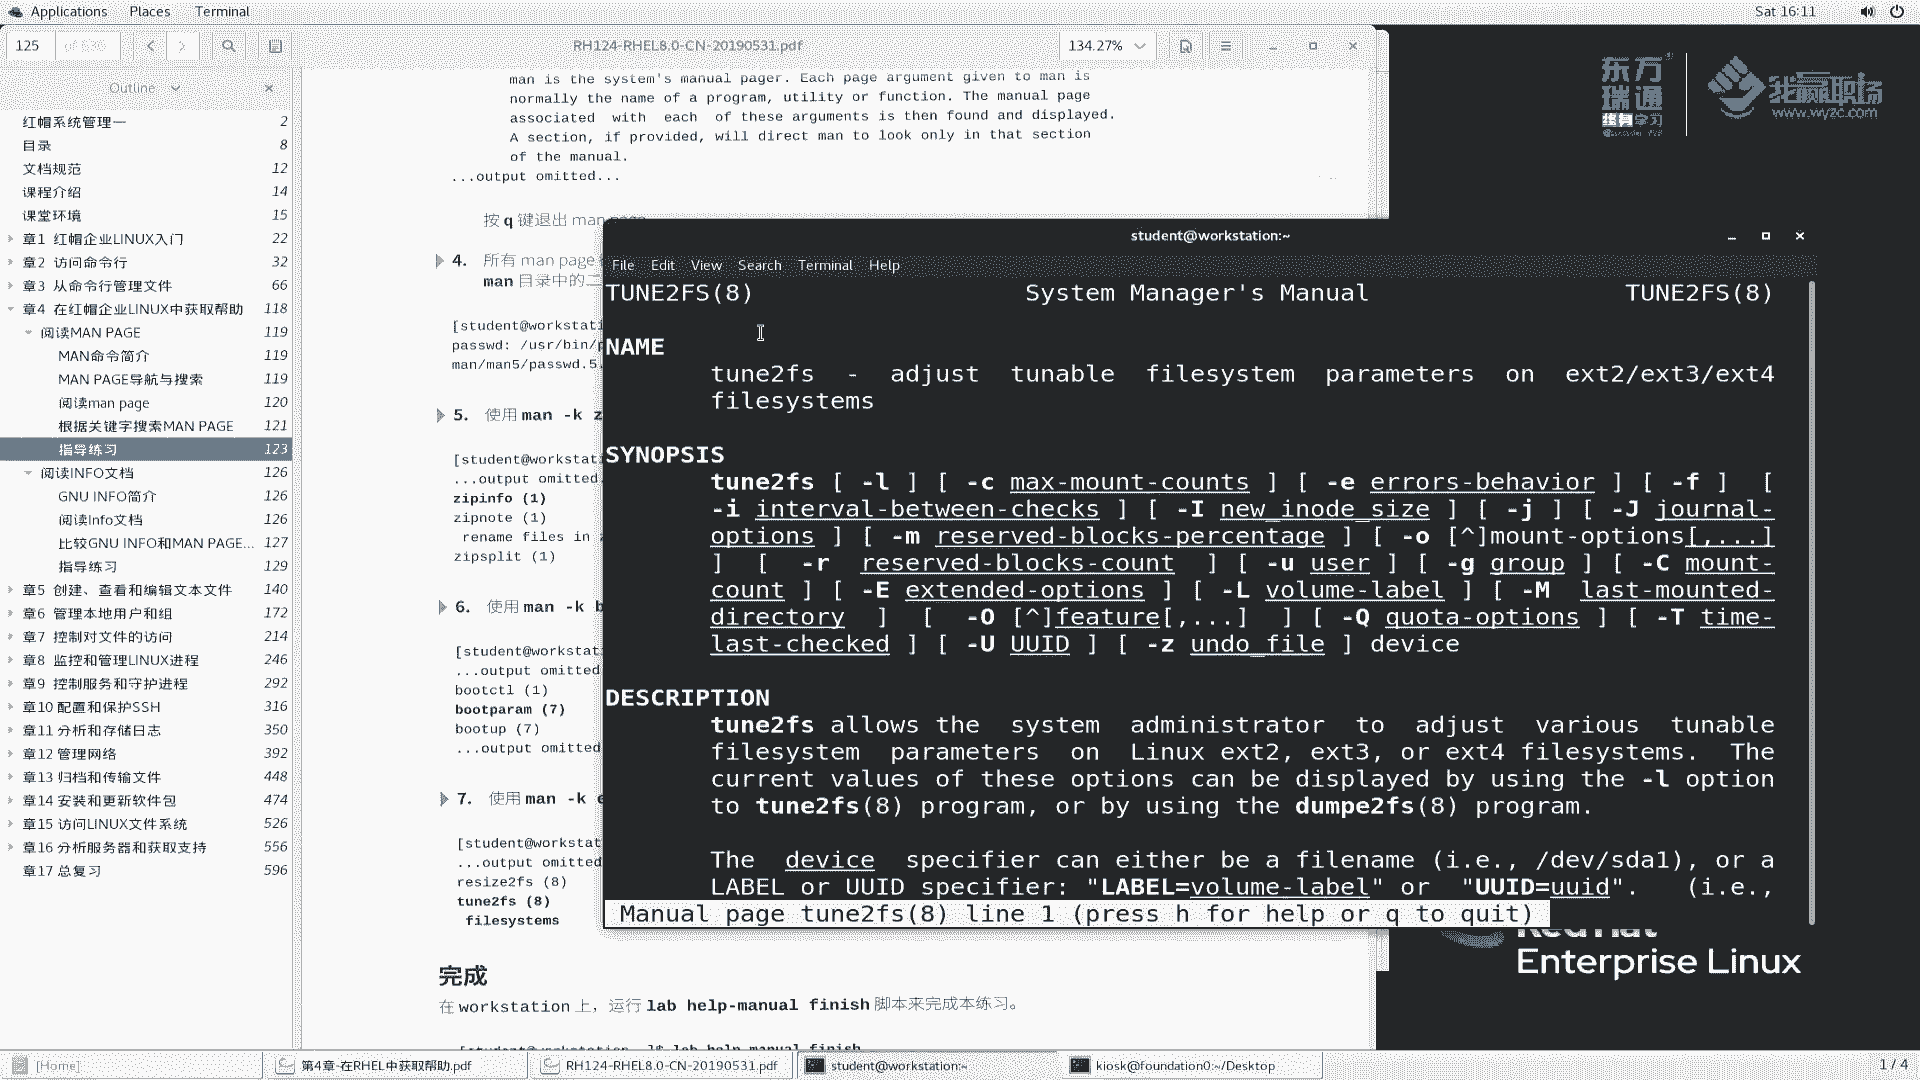 Applications Places Terminal
Sat 16:11
125
RH124-RHEL8.0-CN-20190531.pdf
134.27%
Outline
红帽系统管理一 2
目录 8
文档规范 12
课程介绍 14
课堂环境 15
章1 红帽企业LINUX入门 22
章2 访问命令行 32
章3 从命令行管理文件 66
章4 在红帽企业LINUX中获取帮助 118
阅读MAN PAGE 119
MAN命令简介 119
MAN PAGE导航与搜索 119
阅读man page 120
根据关键字搜索MAN PAGE 121
指导练习 123
阅读INFO文档 126
GNU INFO简介 126
阅读Info文档 126
比较GNU INFO和MAN PAGE... 127
指导练习 129
章5 创建、查看和编辑文本文件 140
章6 管理本地用户和组 172
章7 控制对文件的访问 214
章8 监控和管理LINUX进程 246
章9 控制服务和守护进程 292
章10 配置和保护SSH 316
章11 分析和存储日志 350
章12 管理网络 392
章13 归档和传输文件 448
章14 安装和更新软件包 474
章15 访问LINUX文件系统 526
章16 分析服务器和获取支持 556
章17 总复习 596
man is the system's manual pager. Each page argument given to man is
normally the name of a program, utility or function. The manual page
associated with each of these arguments is then found and displayed.
A section, if provided, will direct man to look only in that section
of the manual.
...output omitted...
按 q 键退出 man page
4. 所有 man page
man 目录中的二
[student@workstati
passwd: /usr/bin/p
man/man5/passwd.5.
5. 使用 man -k z
[student@workstat
...output omitted
zipinfo (1)
zipnote (1)
rename files in z
zipsplit (1)
6. 使用 man -k b
[student@workstat
...output omitted
bootctl (1)
bootparam (7)
bootup (7)
...output omitted
7. 使用 man -k e
[student@workstat
...output omitted
resize2fs (8)
tune2fs (8)
filesystems
完成
在 workstation 上，运行 lab help-manual finish 脚本来完成本练习。
东方
瑞通
终身学习
我赢职场
www.wyzc.com
student@workstation:~
File Edit View Search Terminal Help
TUNE2FS(8) System Manager's Manual TUNE2FS(8)
NAME
tune2fs - adjust tunable filesystem parameters on ext2/ext3/ext4
filesystems
SYNOPSIS
tune2fs [ -l ] [ -c max-mount-counts ] [ -e errors-behavior ] [ -f ] [
-i interval-between-checks ] [ -I new_inode_size ] [ -j ] [ -J journal-
options ] [ -m reserved-blocks-percentage ] [ -o [^]mount-options[,...]
] [ -r reserved-blocks-count ] [ -u user ] [ -g group ] [ -C mount-
count ] [ -E extended-options ] [ -L volume-label ] [ -M last-mounted-
directory ] [ -O [^]feature[,...] ] [ -Q quota-options ] [ -T time-
last-checked ] [ -U UUID ] [ -z undo_file ] device
DESCRIPTION
tune2fs allows the system administrator to adjust various tunable
filesystem parameters on Linux ext2, ext3, or ext4 filesystems. The
current values of these options can be displayed by using the -l option
to tune2fs(8) program, or by using the dumpe2fs(8) program.
The device specifier can either be a filename (i.e., /dev/sda1), or a
LABEL or UUID specifier: "LABEL=volume-label" or "UUID=uuid". (i.e.,
Manual page tune2fs(8) line 1 (press h for help or q to quit)
Red Hat
Enterprise Linux
[Home]
第4章-在RHEL中获取帮助.pdf
RH124-RHEL8.0-CN-20190531.pdf
student@workstation:~
kiosk@foundation0:~/Desktop
1 / 4